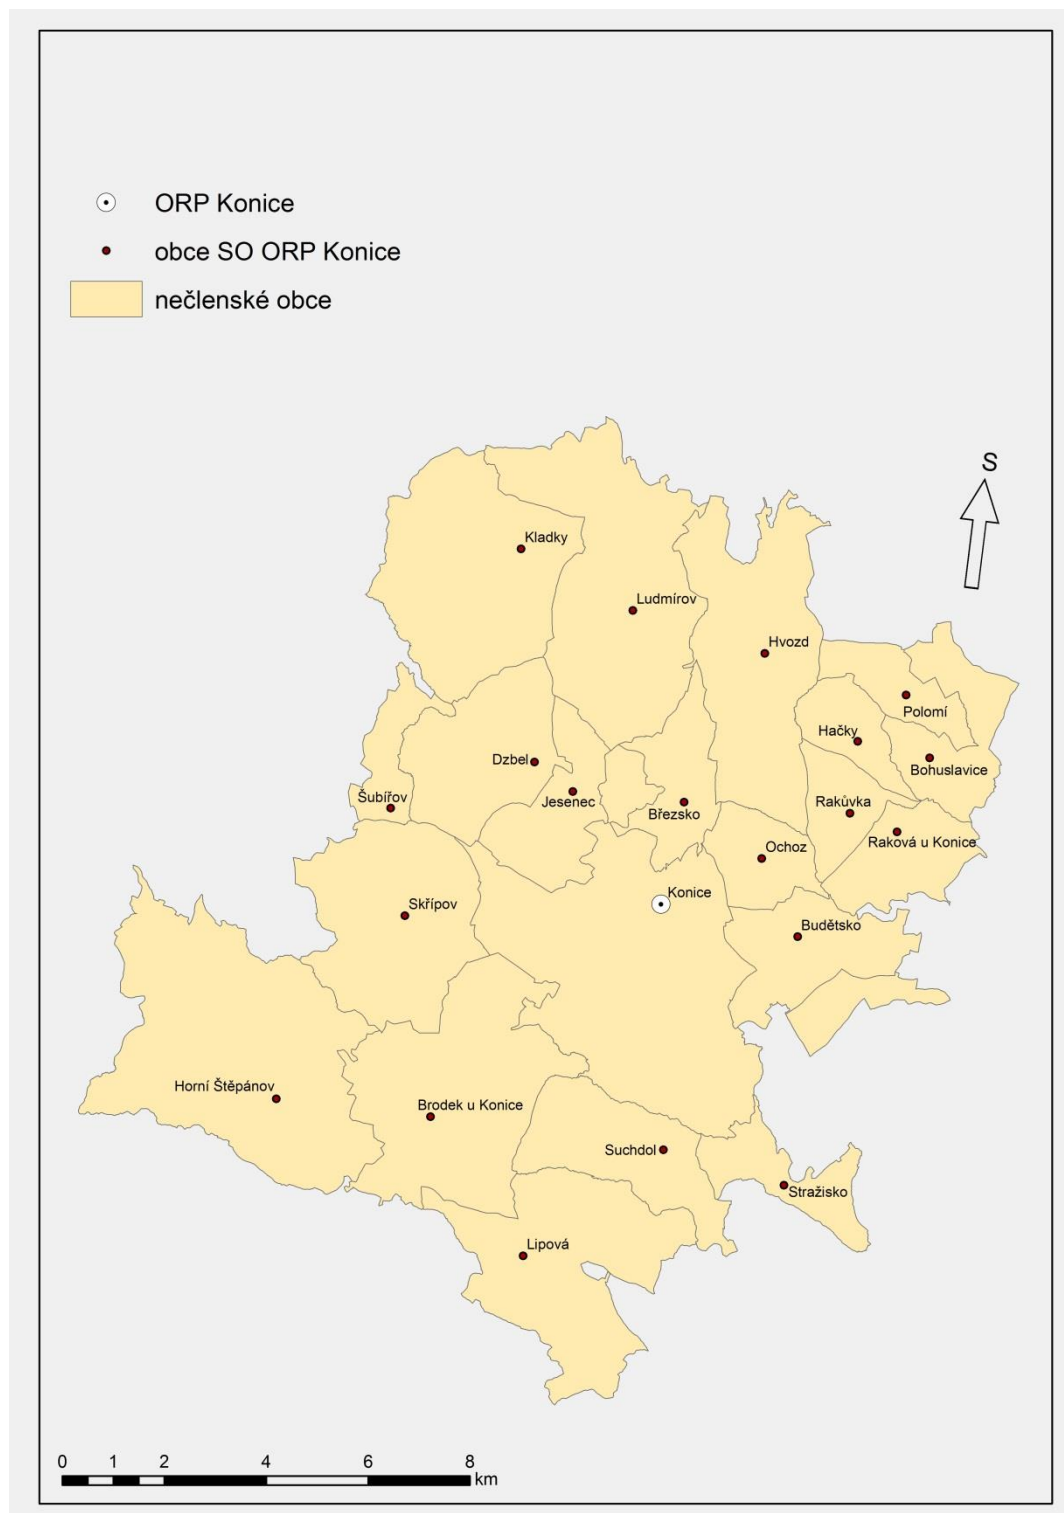 ORP Konice
obce SO ORP Konice
nečlenské obce
S
Kladky
Ludmírov
Hvozd
Polomí
Hačky
Bohuslavice
Dzbel
Jesenec
Šubířov
Březsko
Rakůvka
Raková u Konice
Ochoz
Konice
Skřípov
Budětsko
Horní Štěpánov
Brodek u Konice
Suchdol
Stražisko
Lipová
0 1 2 4 6 8
km